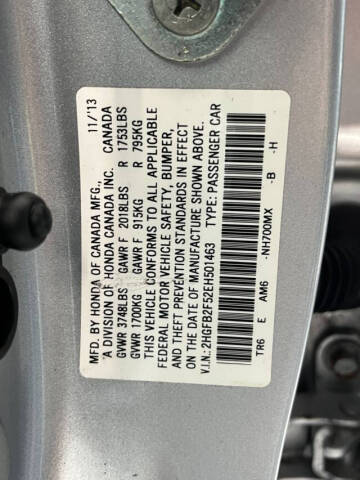 MFD. BY HONDA OF CANADA MFG., 11/13
A DIVISION OF HONDA CANADA INC. CANADA
GVWR 3748LBS GAWR F 2018LBS R 1753LBS
GVWR 1700KG GAWR F 915KG R 795KG
THIS VEHICLE CONFORMS TO ALL APPLICABLE
FEDERAL MOTOR VEHICLE SAFETY, BUMPER,
AND THEFT PREVENTION STANDARDS IN EFFECT
ON THE DATE OF MANUFACTURE SHOWN ABOVE.
V.I.N.: 2HGFB2F52EH501463 TYPE: PASSENGER CAR
TR6 E AM6 -NH700MX -B -H